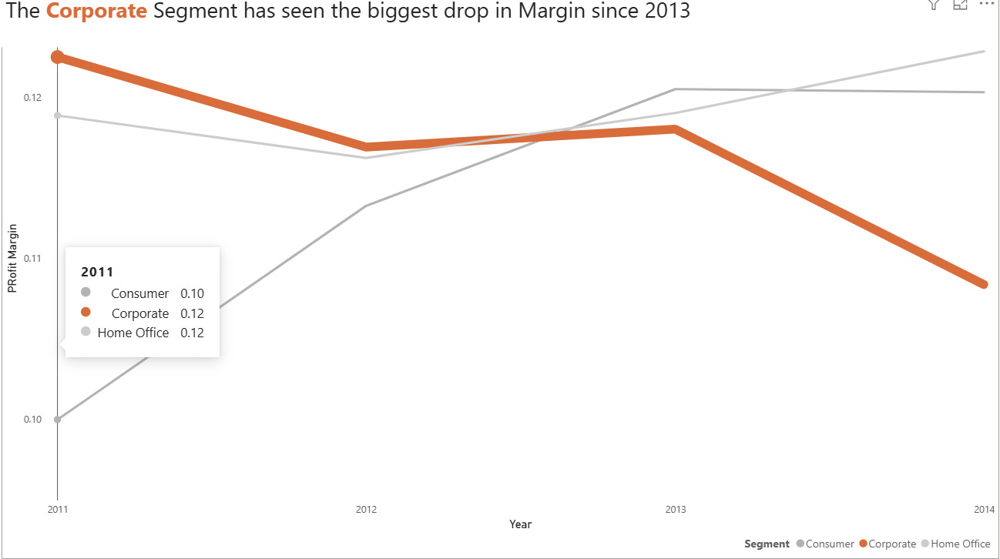 The Corporate Segment has seen the biggest drop in Margin since 2013
0.12
0.11
0.10
PRofit Margin
2011
Consumer 0.10
Corporate 0.12
Home Office 0.12
2011 2012 2013 2014
Year
Segment Consumer Corporate Home Office